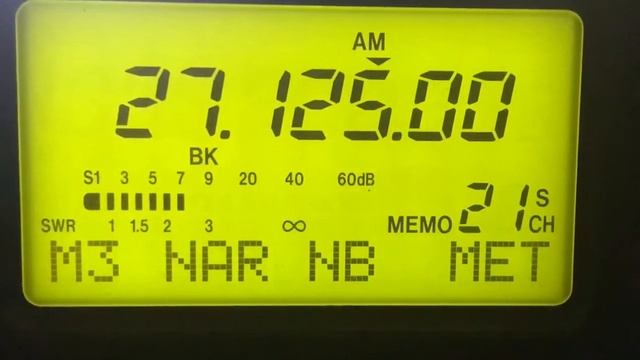 AM
27.125.00
BK
S1 3 5 7 9 20 40 60dB
SWR 1 1.5 2 3 ∞ MEMO 21 S CH
M3 NAR NB MET